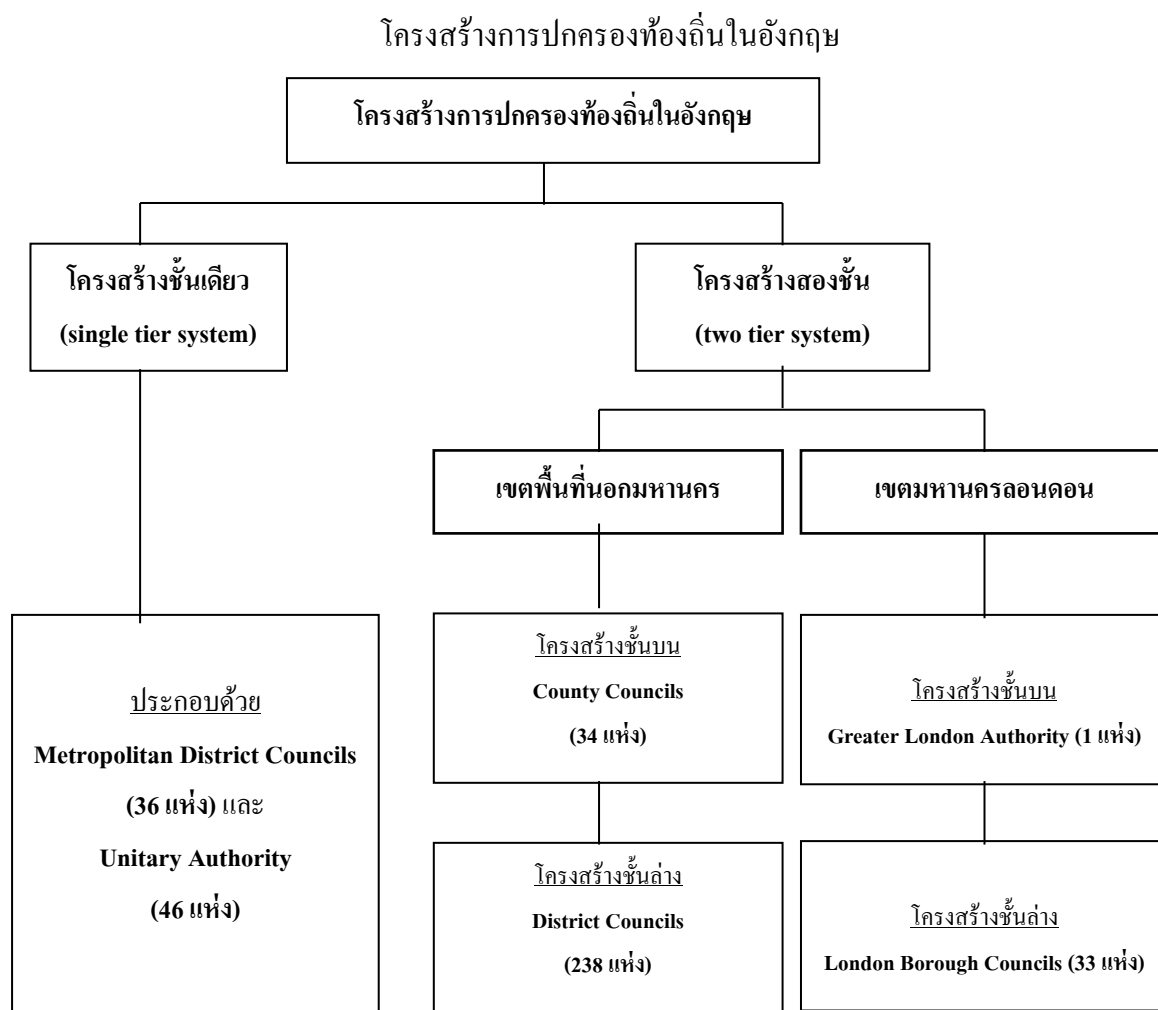 โครงสร้างการปกครองท้องถิ่นในอังกฤษ
โครงสร้างการปกครองท้องถิ่นในอังกฤษ
โครงสร้างชั้นเดียว
(single tier system)
โครงสร้างสองชั้น
(two tier system)
เขตพื้นที่นอกมหานคร
เขตมหานครลอนดอน
ประกอบด้วย
Metropolitan District Councils
(36 แห่ง) และ
Unitary Authority
(46 แห่ง)
โครงสร้างชั้นบน
County Councils
(34 แห่ง)
โครงสร้างชั้นบน
Greater London Authority (1 แห่ง)
โครงสร้างชั้นล่าง
District Councils
(238 แห่ง)
โครงสร้างชั้นล่าง
London Borough Councils (33 แห่ง)